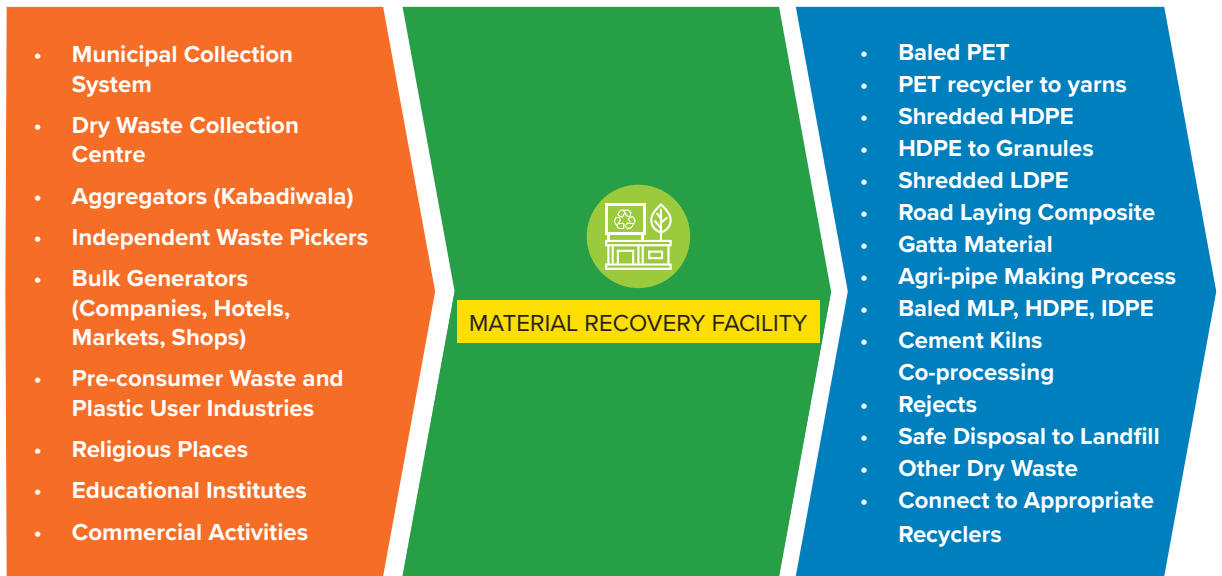 • Municipal Collection
System
• Dry Waste Collection
Centre
• Aggregators (Kabadiwala)
• Independent Waste Pickers
• Bulk Generators
(Companies, Hotels,
Markets, Shops)
• Pre-consumer Waste and
Plastic User Industries
• Religious Places
• Educational Institutes
• Commercial Activities
MATERIAL RECOVERY FACILITY
• Baled PET
• PET recycler to yarns
• Shredded HDPE
• HDPE to Granules
• Shredded LDPE
• Road Laying Composite
• Gatta Material
• Agri-pipe Making Process
• Baled MLP, HDPE, IDPE
• Cement Kilns
Co-processing
• Rejects
• Safe Disposal to Landfill
• Other Dry Waste
• Connect to Appropriate
Recyclers